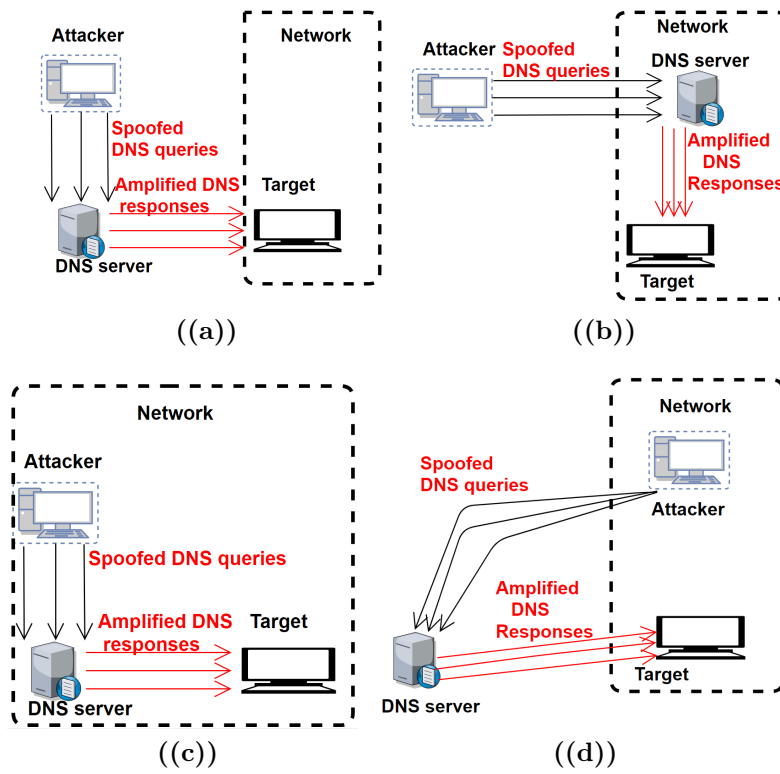 Attacker
Network
Spoofed
DNS queries
Amplified DNS
responses
Target
DNS server
((a))
Network
Attacker
Spoofed
DNS queries
DNS server
Amplified
DNS
Responses
Target
((b))
Network
Attacker
Spoofed DNS queries
Amplified DNS
responses
Target
DNS server
((c))
Network
Spoofed
DNS queries
Attacker
Amplified
DNS
Responses
Target
DNS server
((d))